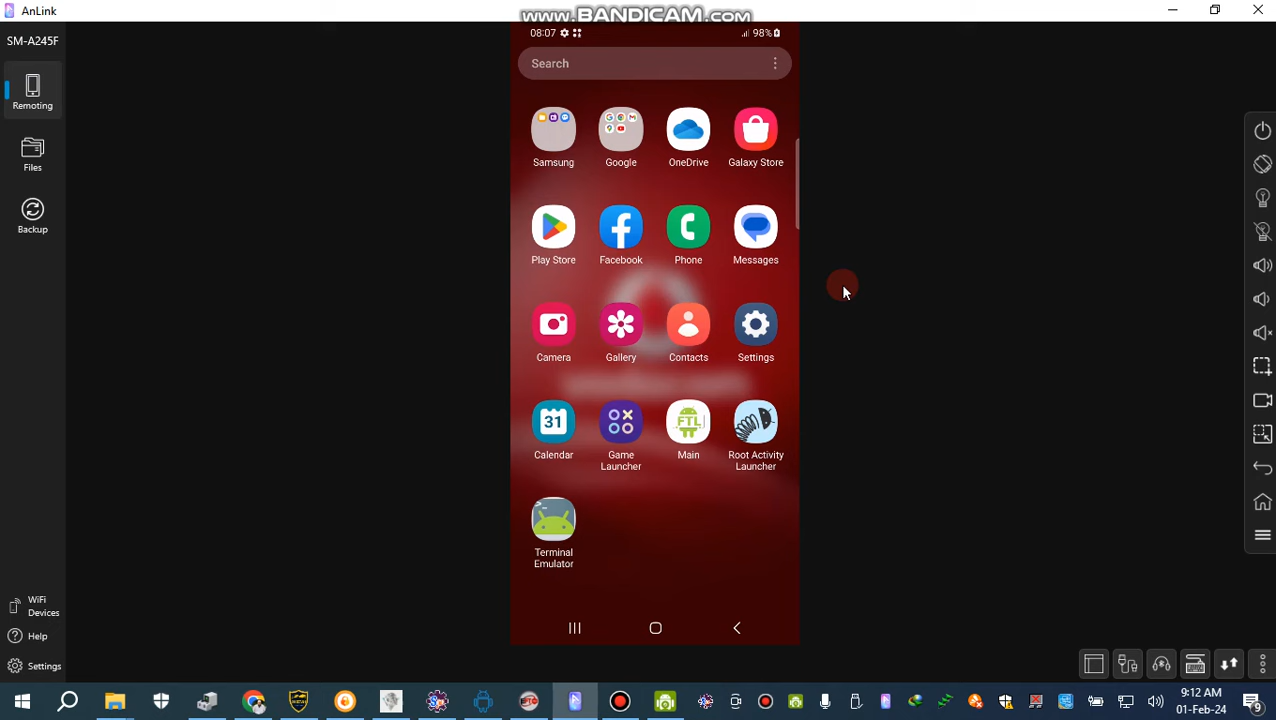 AnLink
www.BANDICAM.com
SM-A245F
08:07
98%
Search
Remoting
Files
Backup
Samsung
Google
OneDrive
Galaxy Store
Play Store
Facebook
Phone
Messages
Camera
Gallery
Contacts
Settings
31
FTL
Calendar
Game Launcher
Main
Root Activity Launcher
Terminal Emulator
WiFi Devices
Help
Settings
9:12 AM
01-Feb-24
9